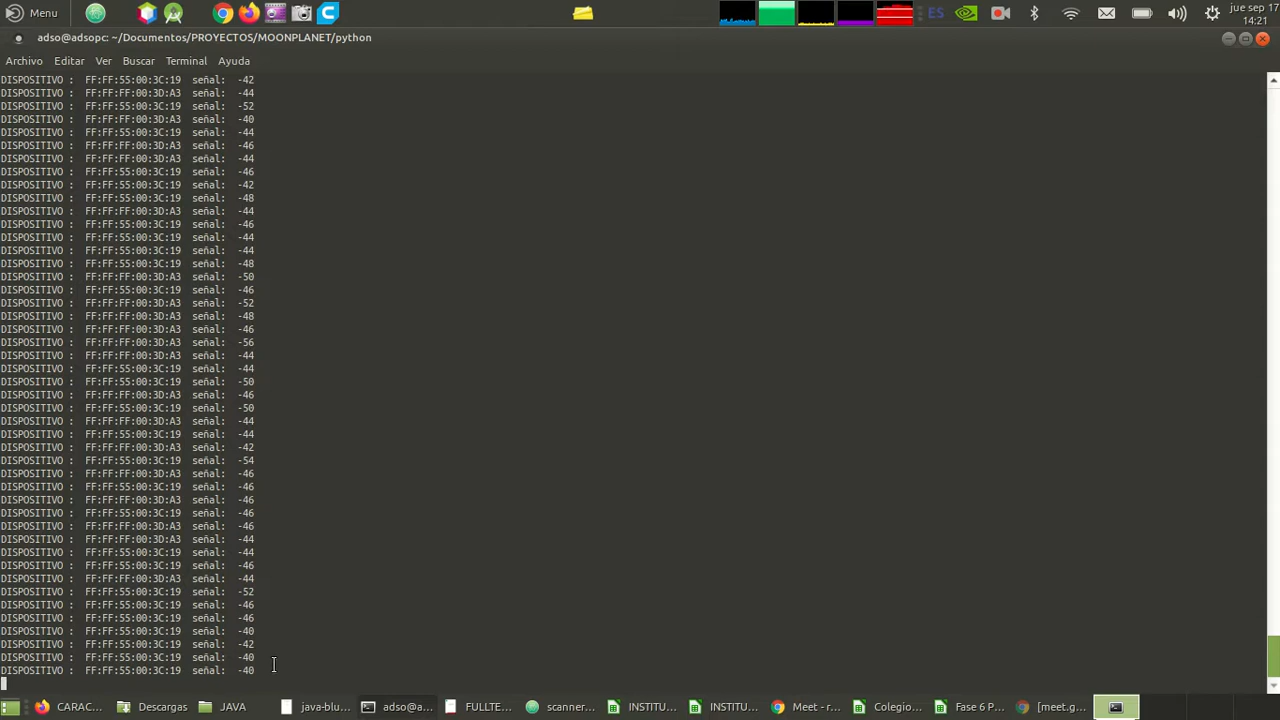 Menu
ES
jue sep 17
14:21
adso@adsopc: ~/Documentos/PROYECTOS/MOONPLANET/python
Archivo Editar Ver Buscar Terminal Ayuda
DISPOSITIVO : FF:FF:55:00:3C:19 señal: -42
DISPOSITIVO : FF:FF:FF:00:3D:A3 señal: -44
DISPOSITIVO : FF:FF:55:00:3C:19 señal: -52
DISPOSITIVO : FF:FF:FF:00:3D:A3 señal: -40
DISPOSITIVO : FF:FF:55:00:3C:19 señal: -44
DISPOSITIVO : FF:FF:FF:00:3D:A3 señal: -46
DISPOSITIVO : FF:FF:FF:00:3D:A3 señal: -44
DISPOSITIVO : FF:FF:55:00:3C:19 señal: -46
DISPOSITIVO : FF:FF:55:00:3C:19 señal: -42
DISPOSITIVO : FF:FF:55:00:3C:19 señal: -48
DISPOSITIVO : FF:FF:FF:00:3D:A3 señal: -44
DISPOSITIVO : FF:FF:55:00:3C:19 señal: -46
DISPOSITIVO : FF:FF:FF:00:3D:A3 señal: -44
DISPOSITIVO : FF:FF:55:00:3C:19 señal: -44
DISPOSITIVO : FF:FF:55:00:3C:19 señal: -48
DISPOSITIVO : FF:FF:FF:00:3D:A3 señal: -50
DISPOSITIVO : FF:FF:55:00:3C:19 señal: -46
DISPOSITIVO : FF:FF:FF:00:3D:A3 señal: -52
DISPOSITIVO : FF:FF:FF:00:3D:A3 señal: -48
DISPOSITIVO : FF:FF:55:00:3C:19 señal: -46
DISPOSITIVO : FF:FF:FF:00:3D:A3 señal: -56
DISPOSITIVO : FF:FF:FF:00:3D:A3 señal: -44
DISPOSITIVO : FF:FF:55:00:3C:19 señal: -44
DISPOSITIVO : FF:FF:55:00:3C:19 señal: -50
DISPOSITIVO : FF:FF:FF:00:3D:A3 señal: -46
DISPOSITIVO : FF:FF:55:00:3C:19 señal: -50
DISPOSITIVO : FF:FF:FF:00:3D:A3 señal: -44
DISPOSITIVO : FF:FF:55:00:3C:19 señal: -44
DISPOSITIVO : FF:FF:FF:00:3D:A3 señal: -42
DISPOSITIVO : FF:FF:55:00:3C:19 señal: -54
DISPOSITIVO : FF:FF:FF:00:3D:A3 señal: -46
DISPOSITIVO : FF:FF:55:00:3C:19 señal: -46
DISPOSITIVO : FF:FF:FF:00:3D:A3 señal: -46
DISPOSITIVO : FF:FF:55:00:3C:19 señal: -46
DISPOSITIVO : FF:FF:FF:00:3D:A3 señal: -46
DISPOSITIVO : FF:FF:FF:00:3D:A3 señal: -44
DISPOSITIVO : FF:FF:55:00:3C:19 señal: -44
DISPOSITIVO : FF:FF:55:00:3C:19 señal: -46
DISPOSITIVO : FF:FF:FF:00:3D:A3 señal: -44
DISPOSITIVO : FF:FF:55:00:3C:19 señal: -52
DISPOSITIVO : FF:FF:55:00:3C:19 señal: -46
DISPOSITIVO : FF:FF:55:00:3C:19 señal: -46
DISPOSITIVO : FF:FF:55:00:3C:19 señal: -40
DISPOSITIVO : FF:FF:55:00:3C:19 señal: -42
DISPOSITIVO : FF:FF:55:00:3C:19 señal: -40
DISPOSITIVO : FF:FF:55:00:3C:19 señal: -40
CARAC... Descargas JAVA java-blu... adso@a... FULLTE... scanner... INSTITU... INSTITU... Meet - r... Colegio... Fase 6 P... [meet.g...